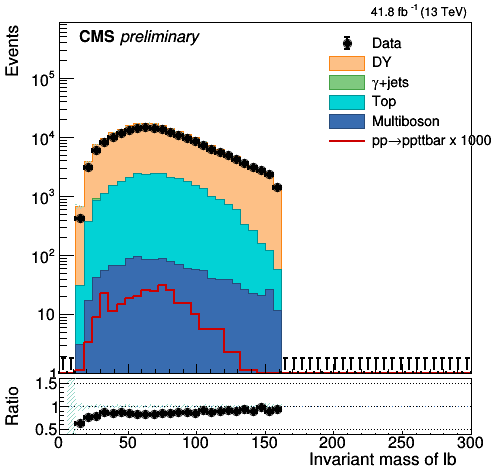 41.8 fb⁻¹ (13 TeV)
CMS preliminary
Events
Data
DY
γ+jets
Top
Multiboson
pp→ppttbar x 1000
10⁵
10⁴
10³
10²
10
1
Ratio
1.5
1
0.5
0 50 100 150 200 250 300
Invariant mass of lb